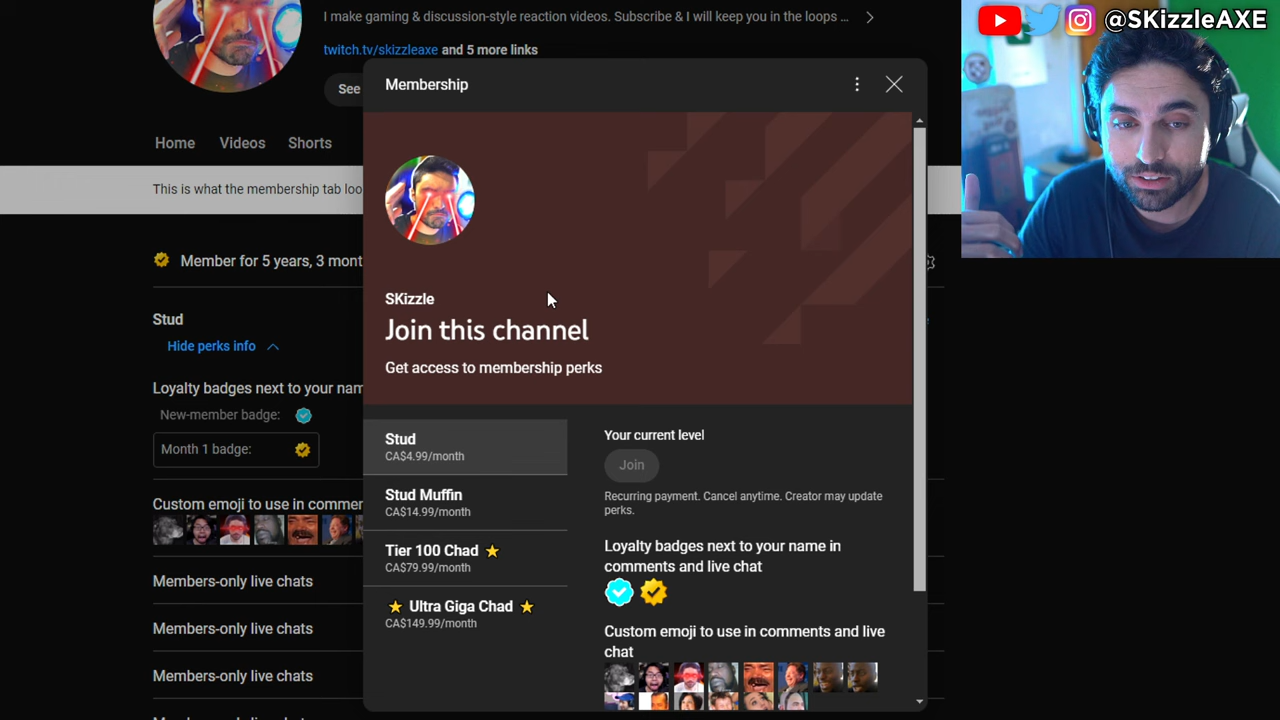 I make gaming & discussion-style reaction videos. Subscribe & I will keep you in the loops ...
twitch.tv/skizzleaxe and 5 more links
See
Home Videos Shorts
This is what the membership tab loo
Member for 5 years, 3 mont
Stud
Hide perks info
Loyalty badges next to your nam
New-member badge:
Month 1 badge:
Custom emoji to use in commen
Members-only live chats
Members-only live chats
Members-only live chats
Membership
SKizzle
Join this channel
Get access to membership perks
Stud
CA$4.99/month
Stud Muffin
CA$14.99/month
Tier 100 Chad
CA$79.99/month
Ultra Giga Chad
CA$149.99/month
Your current level
Join
Recurring payment. Cancel anytime. Creator may update
perks.
Loyalty badges next to your name in
comments and live chat
Custom emoji to use in comments and live
chat
@SKizzleAXE